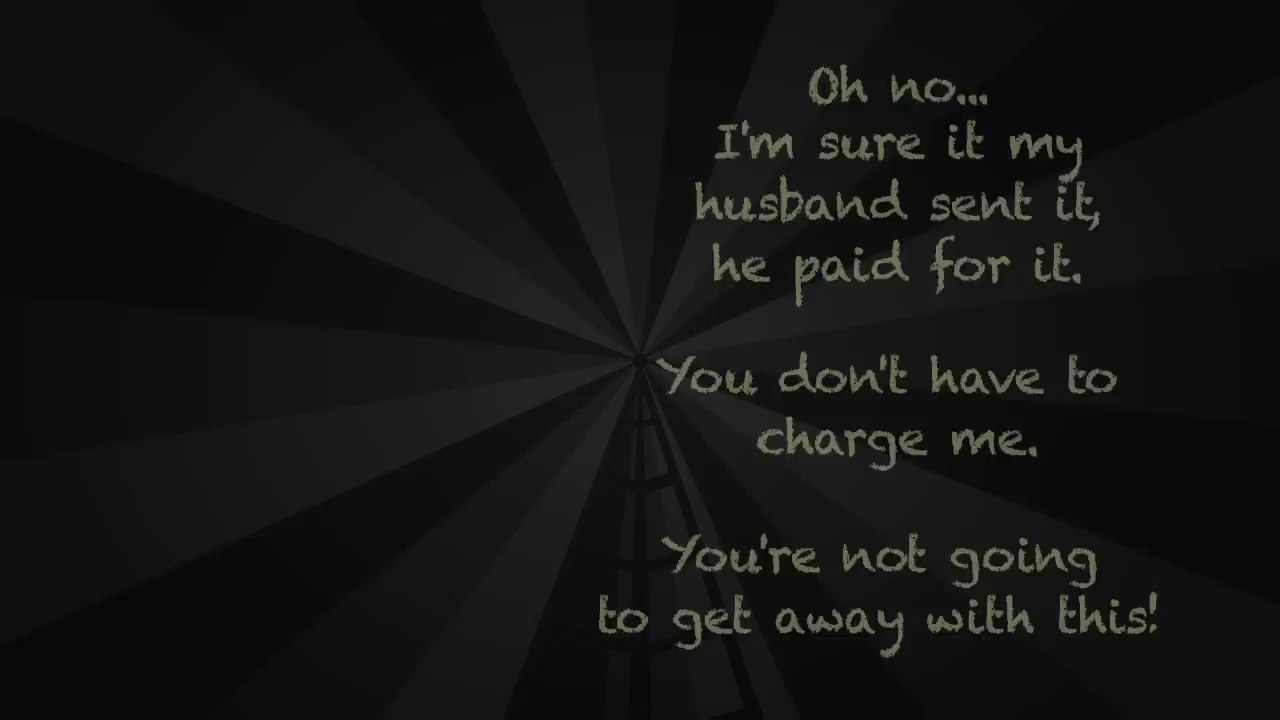 Oh no...
I'm sure it my
husband sent it,
he paid for it.
You don't have to
charge me.
You're not going
to get away with this!